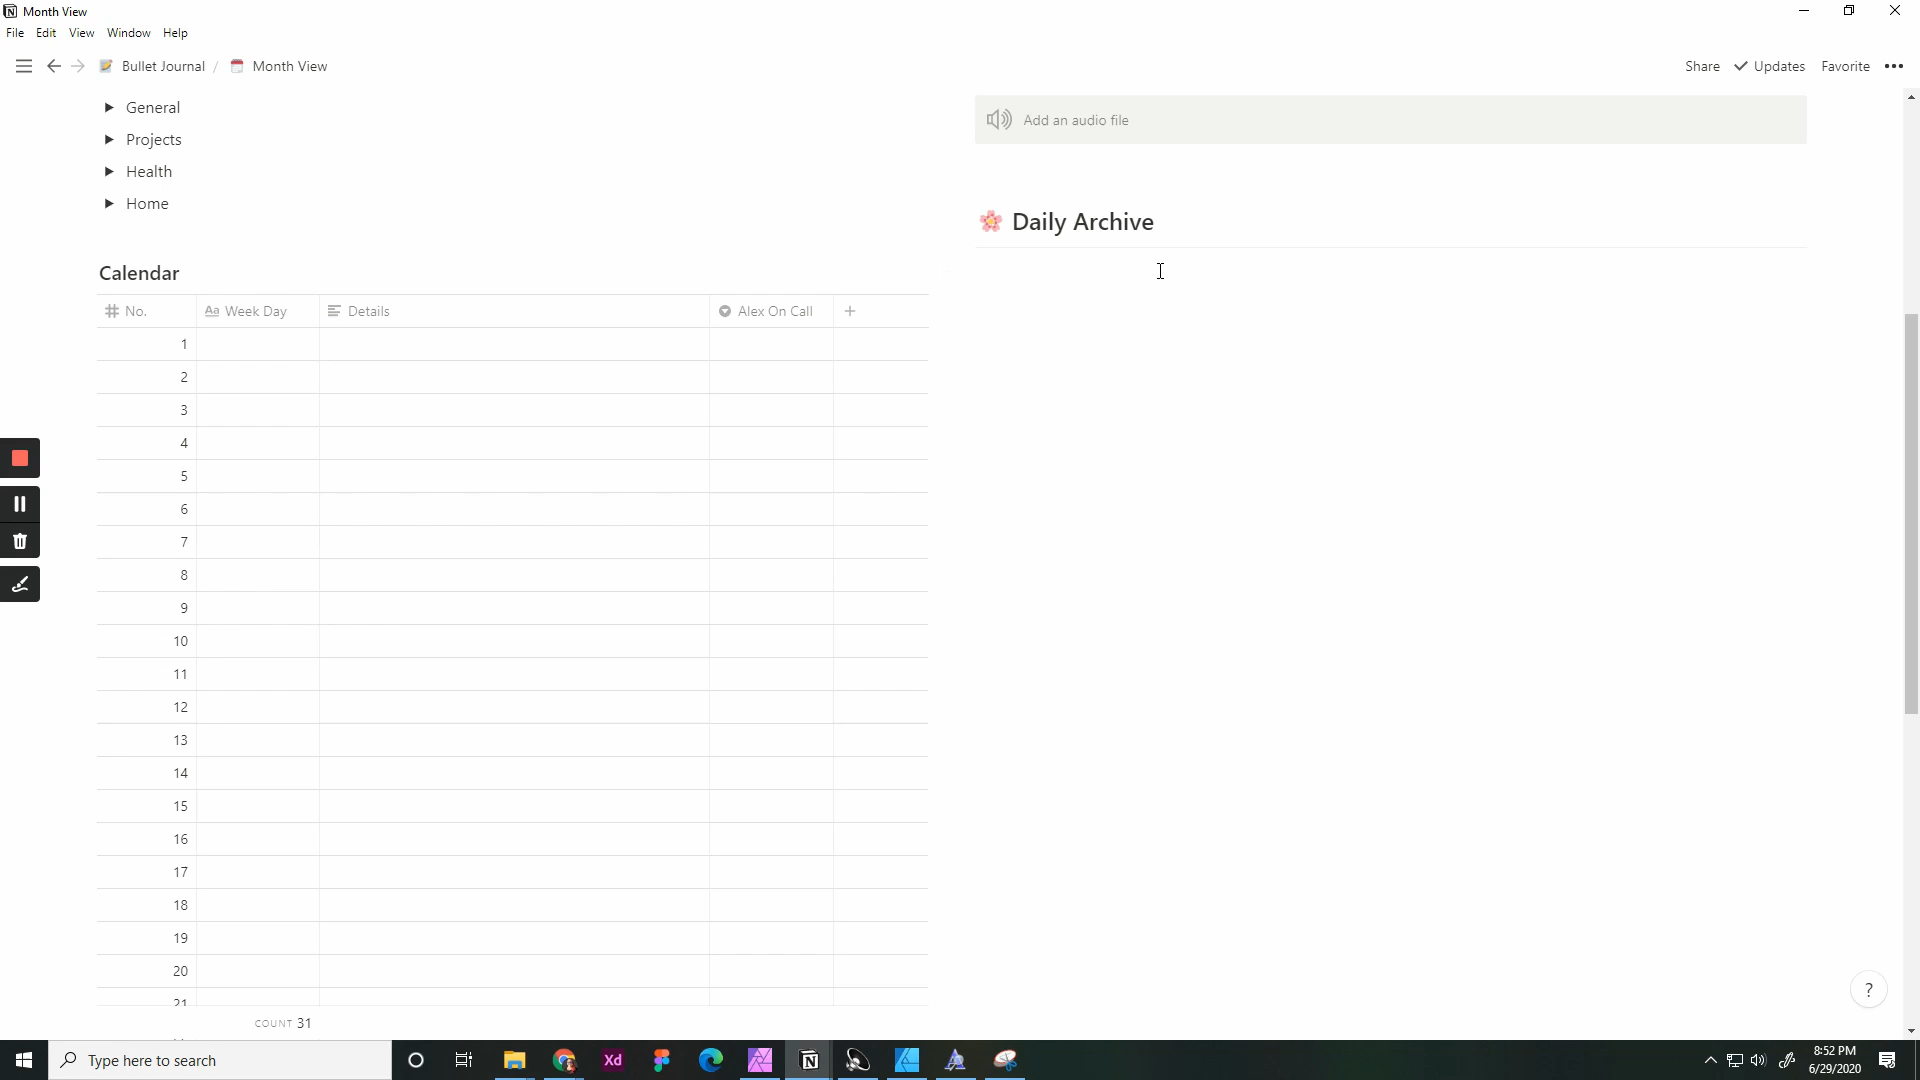 Month View
File Edit View Window Help
Bullet Journal / Month View
Share Updates Favorite
General
Projects
Health
Home
Add an audio file
Daily Archive
Calendar
No. Aa Week Day Details Alex On Call +
1
2
3
4
5
6
7
8
9
10
11
12
13
14
15
16
17
18
19
20
21
COUNT 31
?
Type here to search
Xd
8:52 PM
6/29/2020